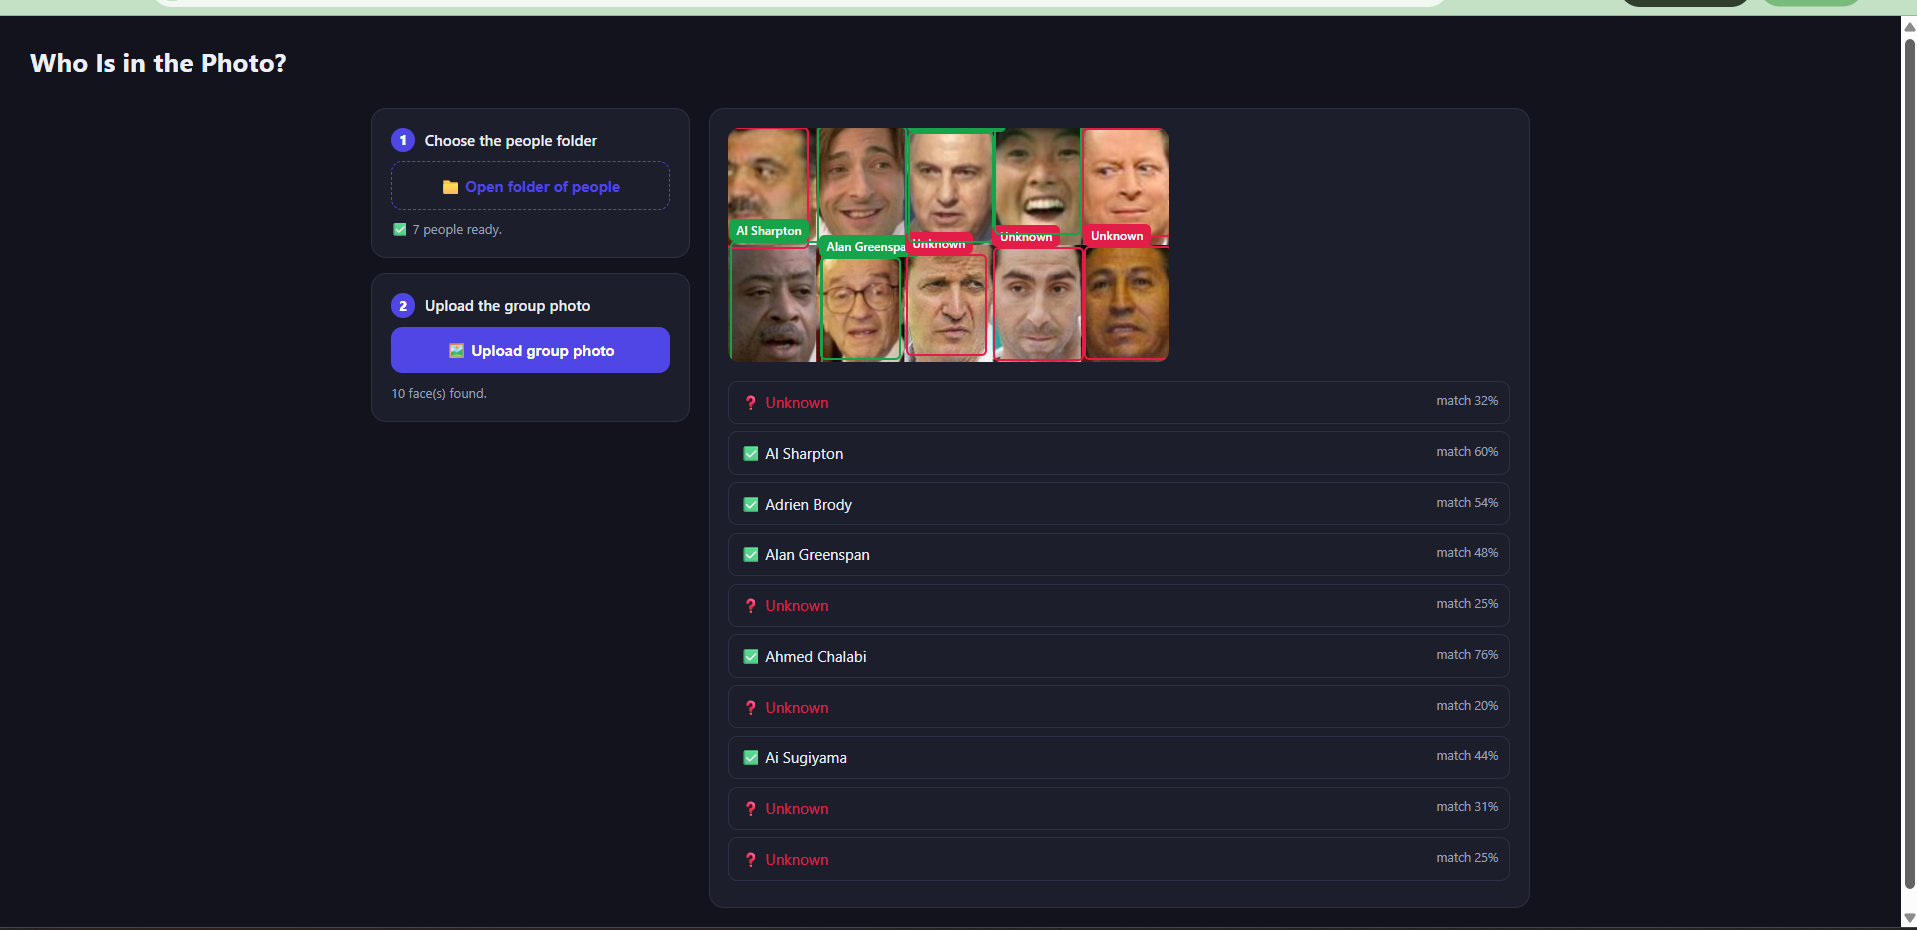 Who Is in the Photo?
1 Choose the people folder
Open folder of people
7 people ready.
2 Upload the group photo
Upload group photo
10 face(s) found.
Al Sharpton
Alan Greenspa
Unknown
Unknown
Unknown
Unknown match 32%
Al Sharpton match 60%
Adrien Brody match 54%
Alan Greenspan match 48%
Unknown match 25%
Ahmed Chalabi match 76%
Unknown match 20%
Ai Sugiyama match 44%
Unknown match 31%
Unknown match 25%